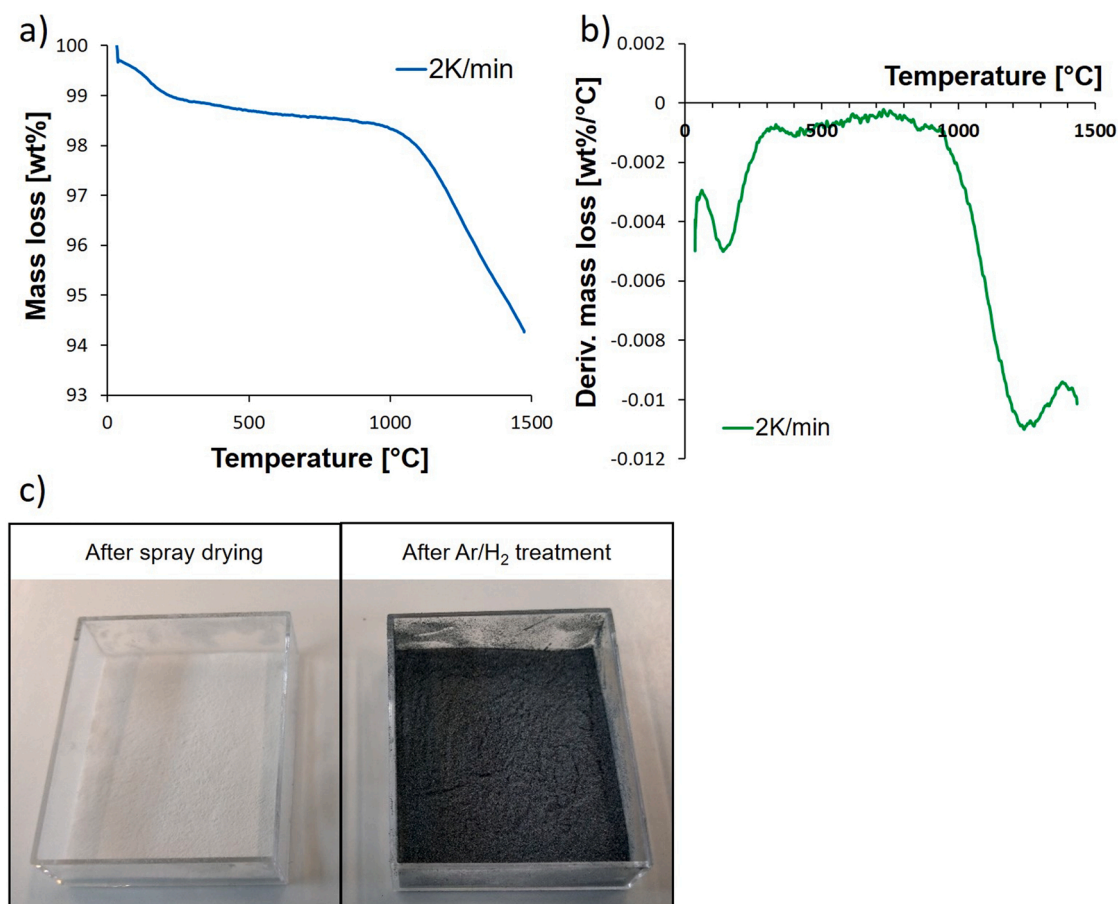 a)
100
99
98
97
96
95
94
93
0
500
1000
1500
Mass loss [wt%]
Temperature [°C]
2K/min
b)
0.002
0
-0.002
-0.004
-0.006
-0.008
-0.01
-0.012
0
500
1000
1500
Temperature [°C]
Deriv. mass loss [wt%/°C]
2K/min
c)
After spray drying
After Ar/H₂ treatment